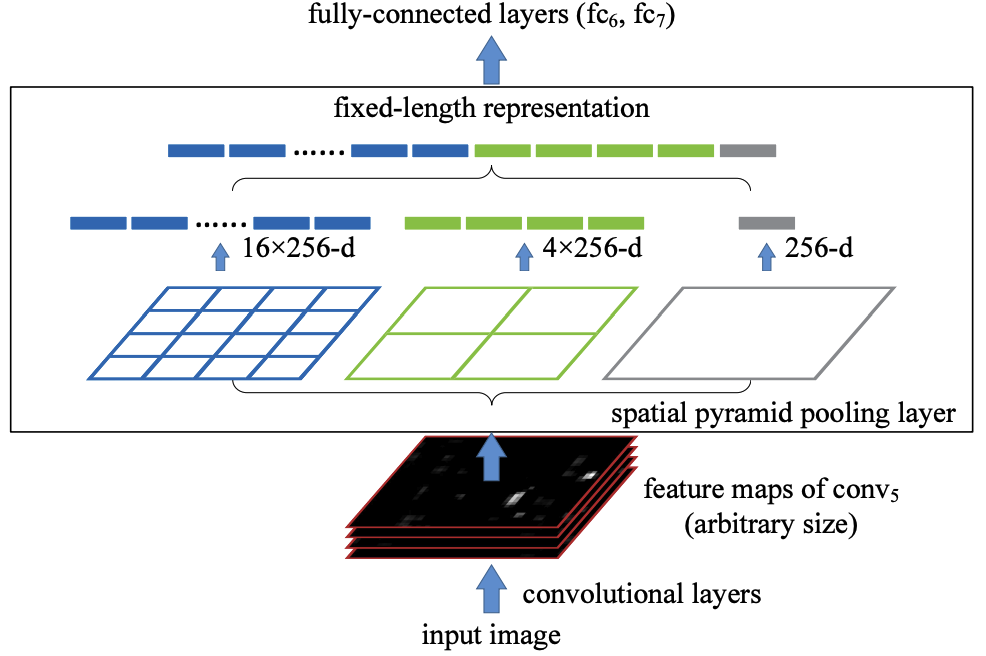 fully-connected layers (fc₆, fc₇)
fixed-length representation
16×256-d
4×256-d
256-d
spatial pyramid pooling layer
feature maps of conv₅
(arbitrary size)
convolutional layers
input image